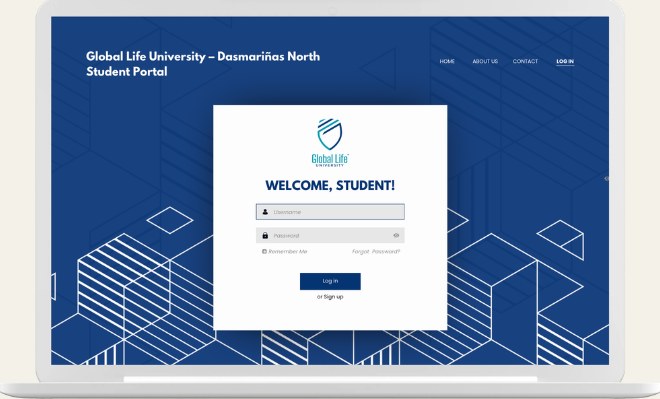 Global Life University – Dasmariñas North
Student Portal
HOME ABOUT US CONTACT LOG IN
Global Life
UNIVERSITY
WELCOME, STUDENT!
Username
Password
Remember Me Forgot Password?
Log in
or Sign up